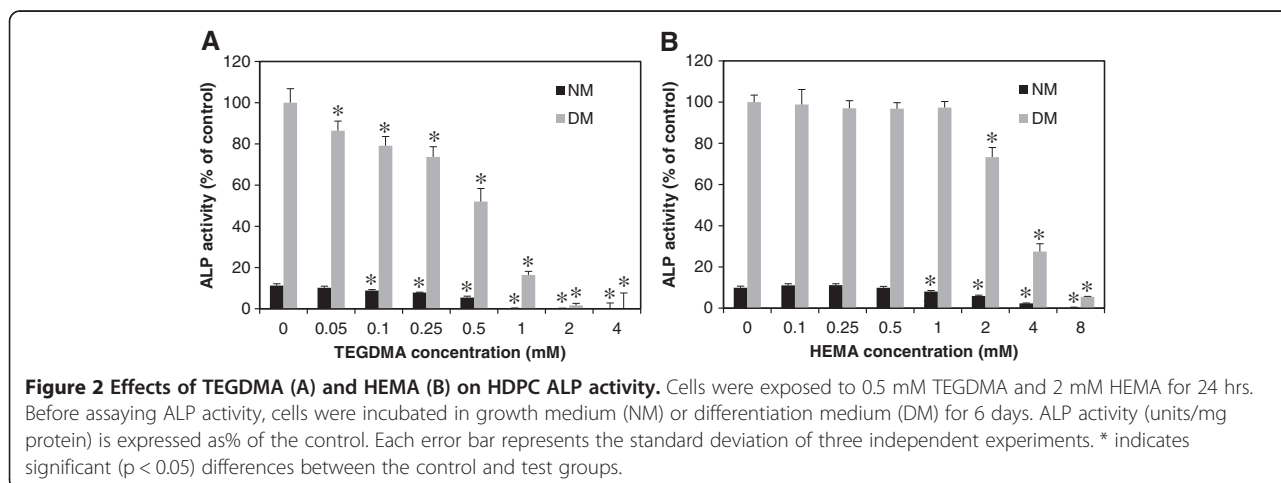 A
120
100
80
60
40
20
0
ALP activity (% of control)
NM
DM
* * * * * *
* * * * * * * *
0 0.05 0.1 0.25 0.5 1 2 4
TEGDMA concentration (mM)
B
120
100
80
60
40
20
0
ALP activity (% of control)
NM
DM
* * * * * * *
0 0.1 0.25 0.5 1 2 4 8
HEMA concentration (mM)
Figure 2 Effects of TEGDMA (A) and HEMA (B) on HDPC ALP activity. Cells were exposed to 0.5 mM TEGDMA and 2 mM HEMA for 24 hrs.
Before assaying ALP activity, cells were incubated in growth medium (NM) or differentiation medium (DM) for 6 days. ALP activity (units/mg
protein) is expressed as% of the control. Each error bar represents the standard deviation of three independent experiments. * indicates
significant (p < 0.05) differences between the control and test groups.